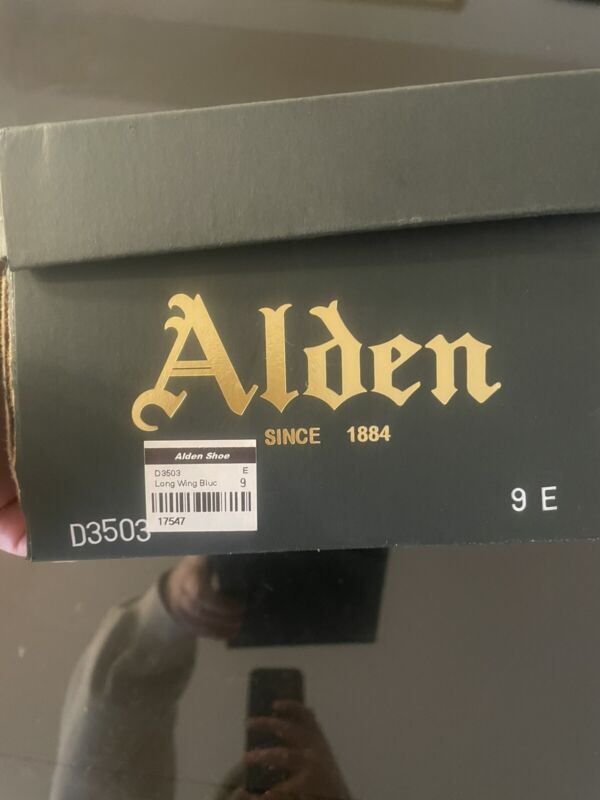 Alden
SINCE 1884
Alden Shoe
D3503 E
Long Wing Bluc 9
17547
9 E
D3503